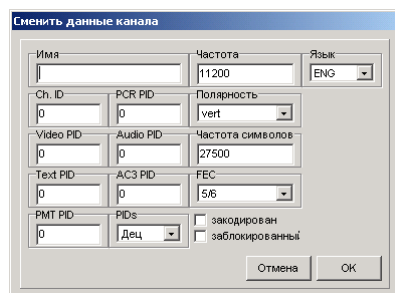 Сменить данные канала
Имя Частота Язык
11200 ENG
Ch. ID PCR PID Полярность
0 0 vert
Video PID Audio PID Частота символов
0 0 27500
Text PID AC3 PID FEC
0 0 5/6
PMT PID PIDs закодирован
0 Дец заблокированный
Отмена OK